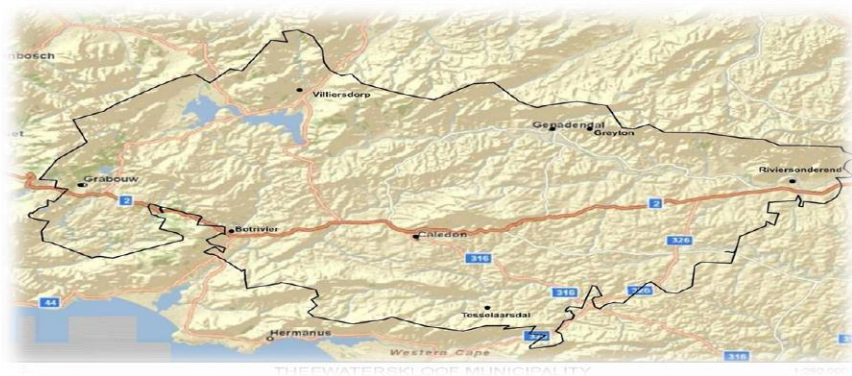 nbosch
Villiersdorp
Genadendal
Greyton
et
Grabouw
Riviersonderend
2
2
Botrivier
Caledon
326
316
316
44
Tesselaarsdal
Hermanus
Western Cape
316
THEEWATERSKLOOF MUNICIPALITY